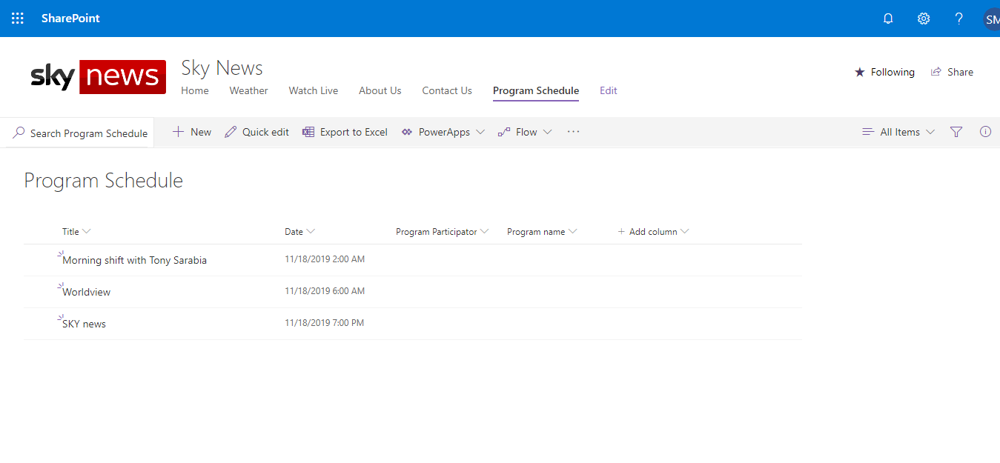 SharePoint
SM
sky news
Sky News
Following
Share
Home Weather Watch Live About Us Contact Us Program Schedule Edit
Search Program Schedule
New Quick edit Export to Excel PowerApps Flow ···
All Items
Program Schedule
Title Date Program Participator Program name + Add column
Morning shift with Tony Sarabia 11/18/2019 2:00 AM
Worldview 11/18/2019 6:00 AM
SKY news 11/18/2019 7:00 PM